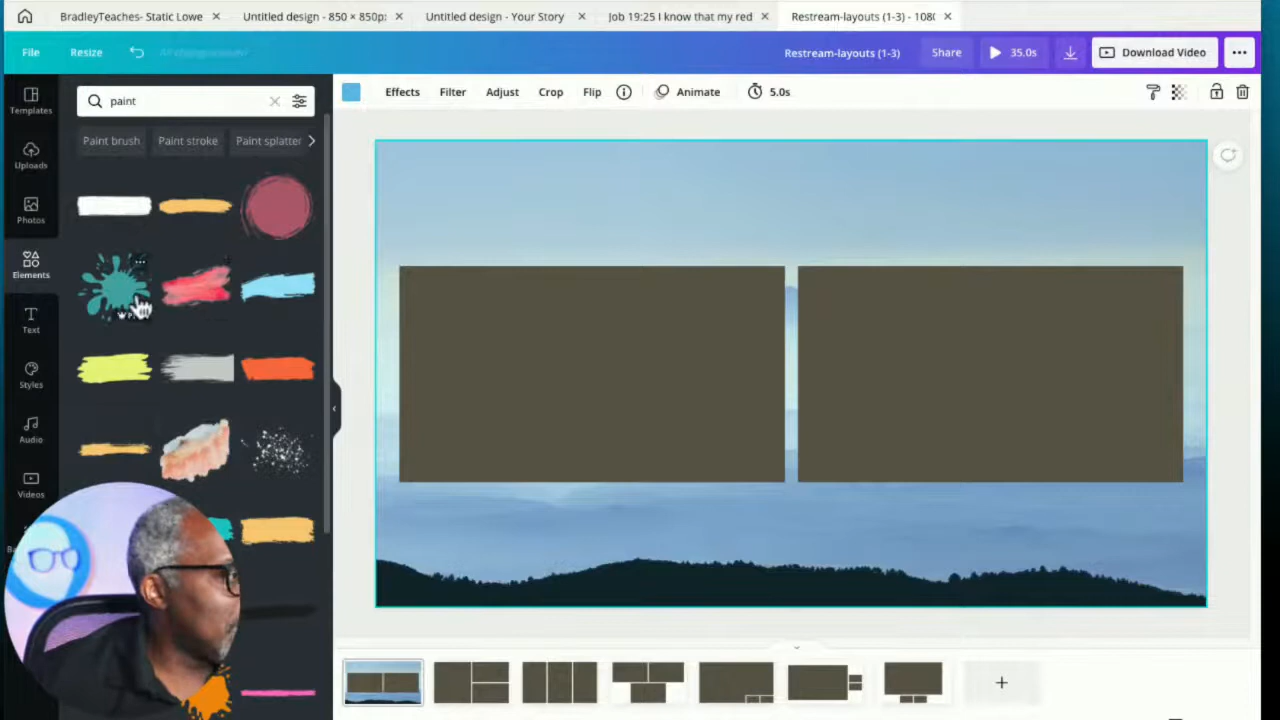 BradleyTeaches- Static Lowe
Untitled design - 850 × 850p:
Untitled design - Your Story
Job 19:25 I know that my red
Restream-layouts (1-3) - 108(
File
Resize
All changes saved
Restream-layouts (1-3)
Share
35.0s
Download Video
Templates
paint
Effects
Filter
Adjust
Crop
Flip
Animate
5.0s
Paint brush
Paint stroke
Paint splatter
Uploads
Photos
Elements
Text
Styles
Audio
Videos